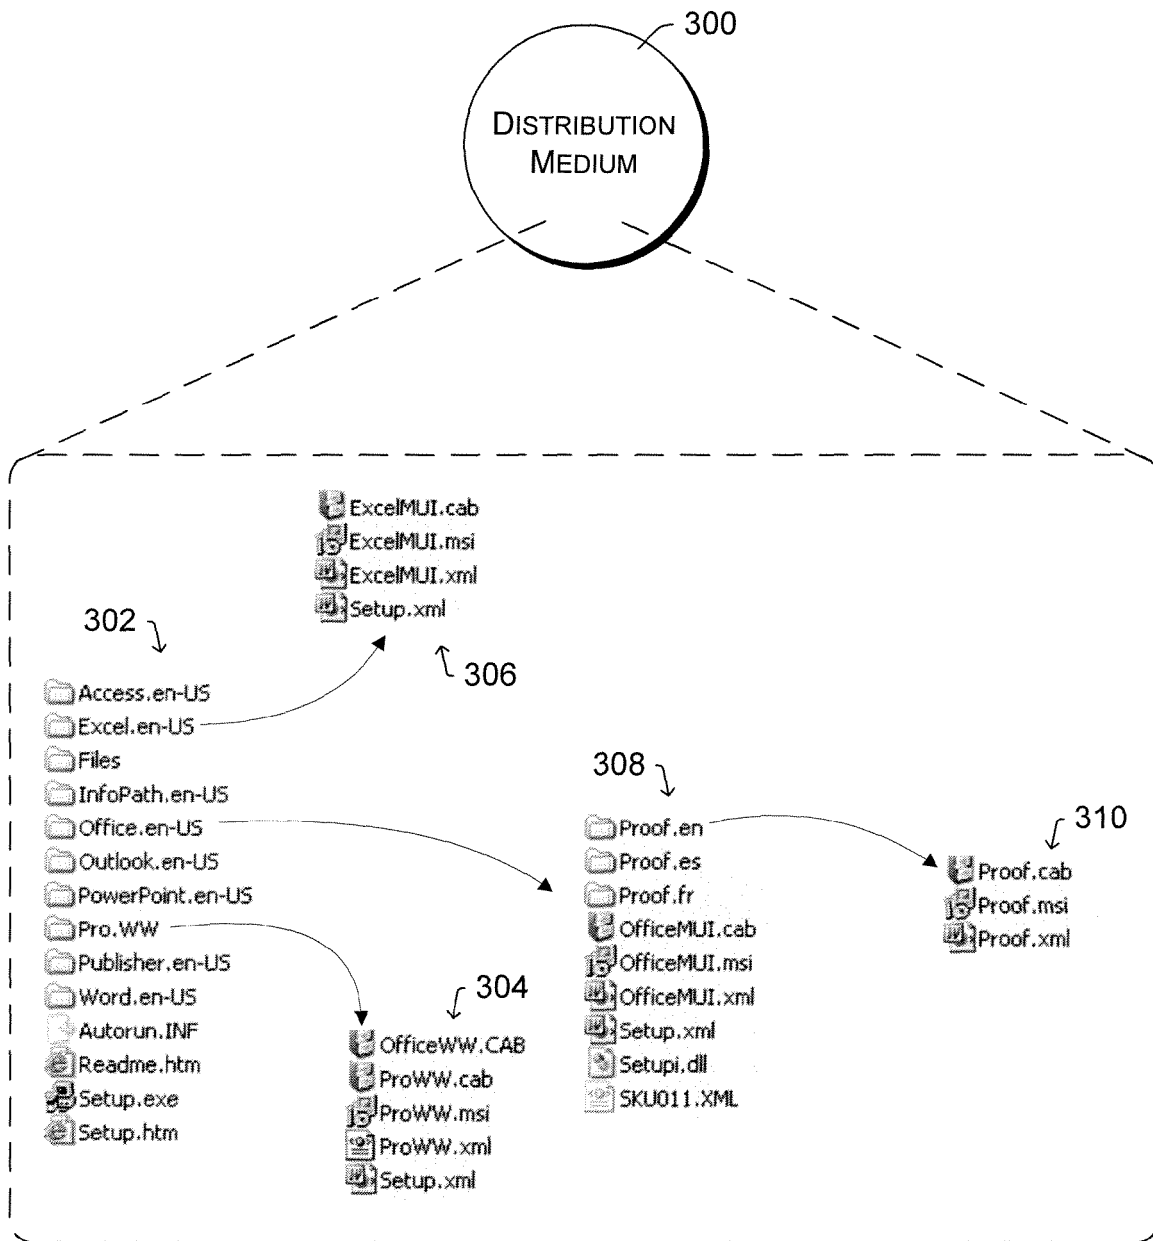 300
DISTRIBUTION
MEDIUM
ExcelMUI.cab
ExcelMUI.msi
ExcelMUI.xml
Setup.xml
306
302
Access.en-US
Excel.en-US
Files
InfoPath.en-US
Office.en-US
Outlook.en-US
PowerPoint.en-US
Pro.WW
Publisher.en-US
Word.en-US
Autorun.INF
Readme.htm
Setup.exe
Setup.htm
304
OfficeWW.CAB
ProWW.cab
ProWW.msi
ProWW.xml
Setup.xml
308
Proof.en
Proof.es
Proof.fr
OfficeMUI.cab
OfficeMUI.msi
OfficeMUI.xml
Setup.xml
Setupi.dll
SKU011.XML
310
Proof.cab
Proof.msi
Proof.xml